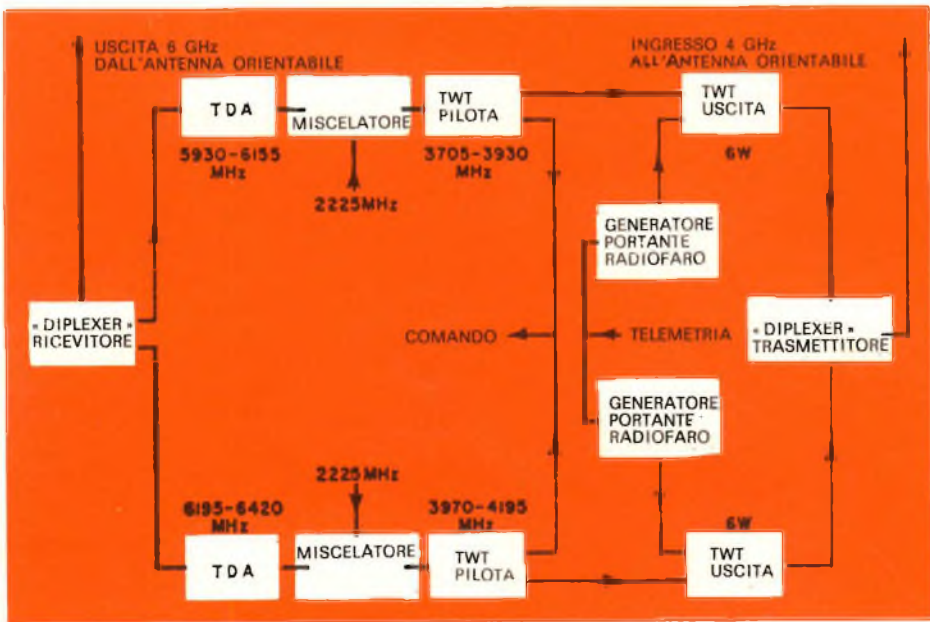 USCITA 6 GHz
DALL'ANTENNA ORIENTABILE
INGRESSO 4 GHz
ALL'ANTENNA ORIENTABILE
TDA
MISCELATORE
TWT
PILOTA
TWT
USCITA
5930-6155
MHz
3705-3930
MHz
6W
2225MHz
GENERATORE
PORTANTE
RADIOFARO
« DIPLEXER »
RICEVITORE
COMANDO
TELEMETRIA
« DIPLEXER »
TRASMETTITORE
GENERATORE
PORTANTE
RADIOFARO
2225MHz
6195-6420
MHz
3970-4195
MHz
6W
TDA
MISCELATORE
TWT
PILOTA
TWT
USCITA